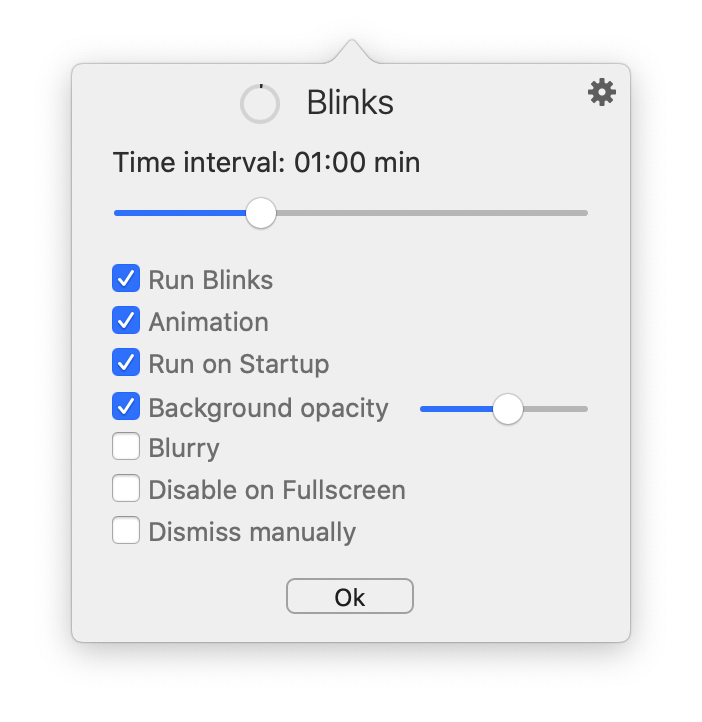 Blinks
Time interval: 01:00 min
Run Blinks
Animation
Run on Startup
Background opacity
Blurry
Disable on Fullscreen
Dismiss manually
Ok